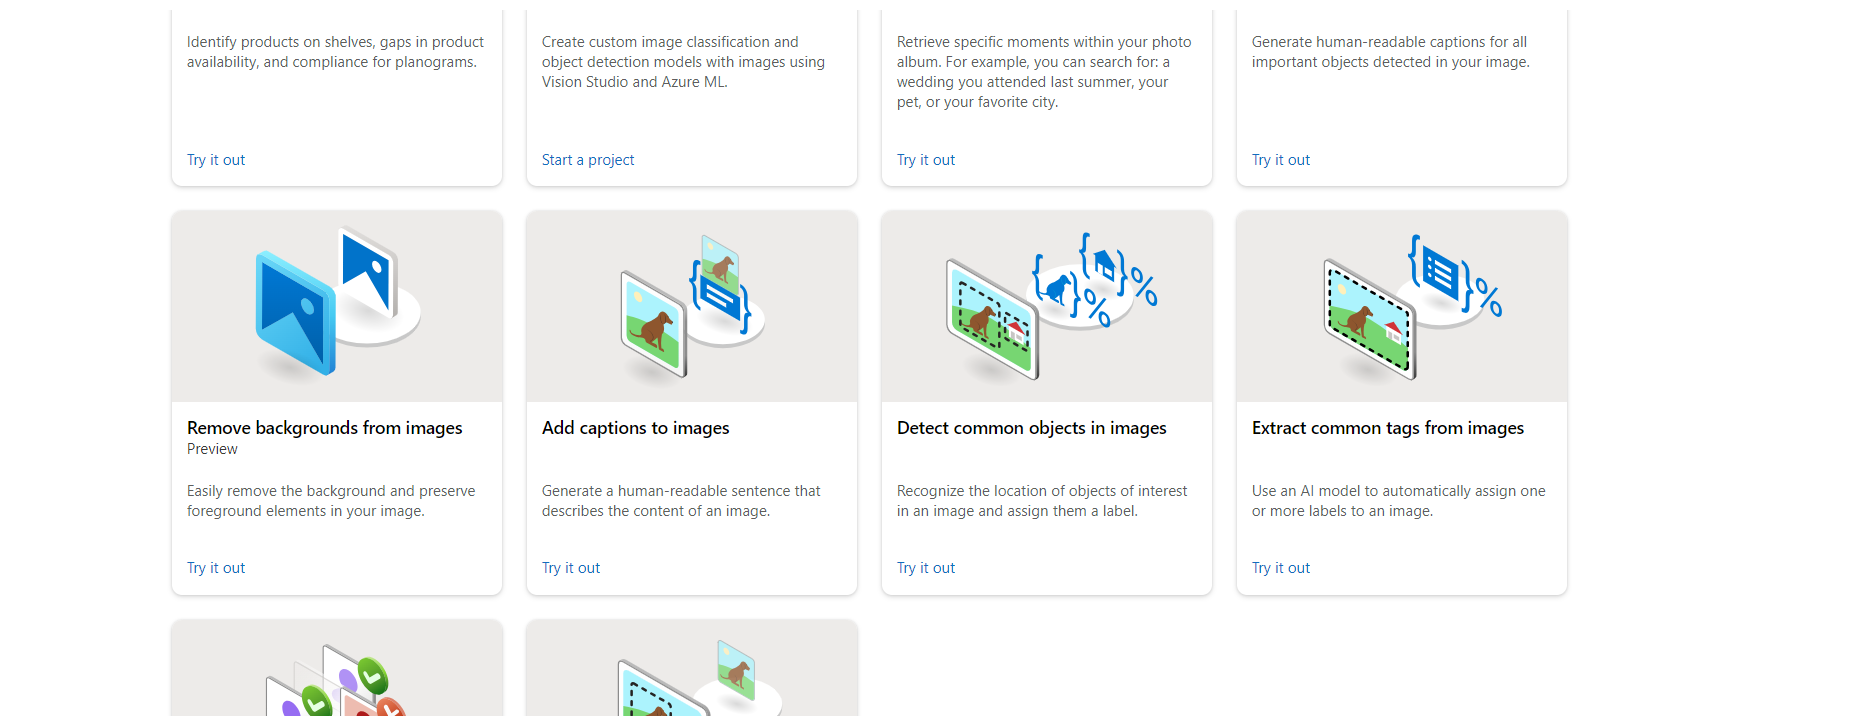 Identify products on shelves, gaps in product
availability, and compliance for planograms.
Try it out
Create custom image classification and
object detection models with images using
Vision Studio and Azure ML.
Start a project
Retrieve specific moments within your photo
album. For example, you can search for: a
wedding you attended last summer, your
pet, or your favorite city.
Try it out
Generate human-readable captions for all
important objects detected in your image.
Try it out
Remove backgrounds from images
Preview
Easily remove the background and preserve
foreground elements in your image.
Try it out
Add captions to images
Generate a human-readable sentence that
describes the content of an image.
Try it out
{ } %
{ } %
Detect common objects in images
Recognize the location of objects of interest
in an image and assign them a label.
Try it out
{ } %
Extract common tags from images
Use an AI model to automatically assign one
or more labels to an image.
Try it out